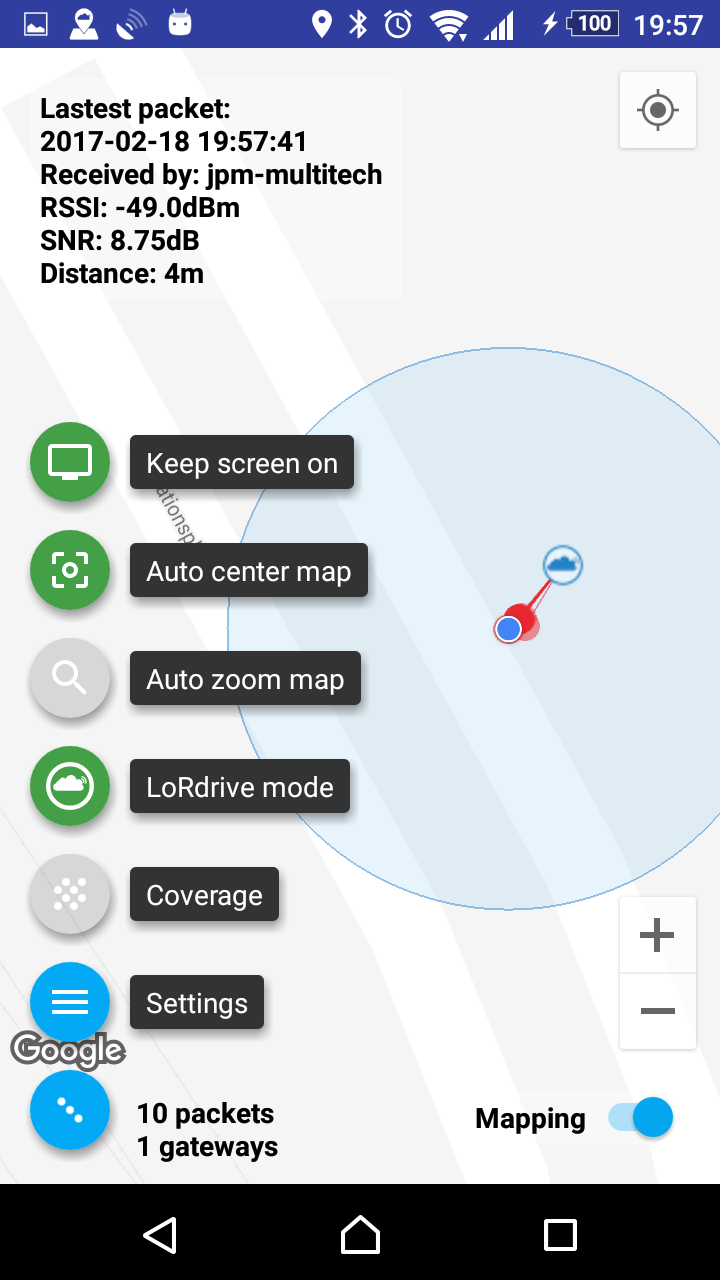 100 19:57
Lastest packet:
2017-02-18 19:57:41
Received by: jpm-multitech
RSSI: -49.0dBm
SNR: 8.75dB
Distance: 4m
Keep screen on
Auto center map
Auto zoom map
LoRdrive mode
Coverage
Settings
Google
10 packets
1 gateways
Mapping